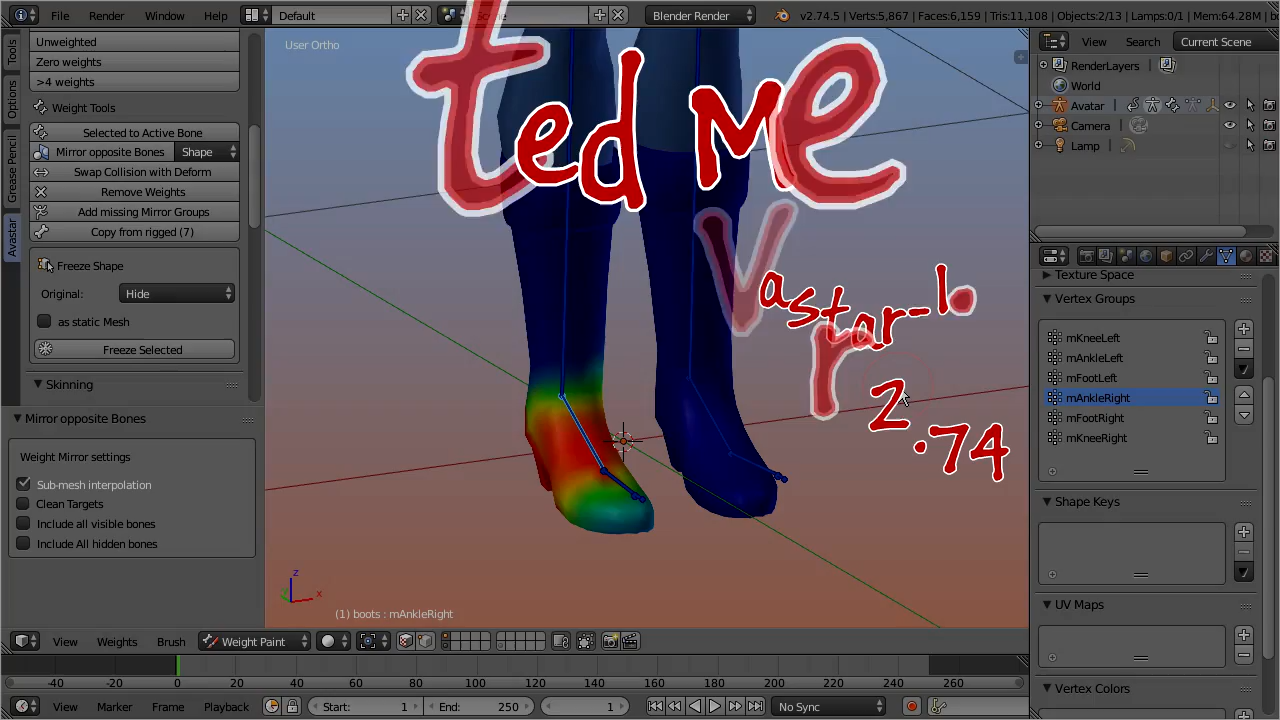 File Render Window Help Default Scene Blender Render v2.74.5 | Verts:5,867 | Faces:6,159 | Tris:11,108 | Objects:2/13 | Lamps:0/1 | Mem:64.28M
Unweighted
Zero weights
>4 weights
Weight Tools
Selected to Active Bone
Mirror opposite Bones Shape
Swap Collision with Deform
Remove Weights
Add missing Mirror Groups
Copy from rigged (7)
Freeze Shape
Original: Hide
as static Mesh
Freeze Selected
Skinning
Tools
Options
Grease Pencil
Avastar
Mirror opposite Bones
Weight Mirror settings
Sub-mesh interpolation
Clean Targets
Include all visible bones
Include All hidden bones
User Ortho
ted Me
vastar-1.
r
2.74
z
x
(1) boots : mAnkleRight
View Weights Brush Weight Paint
-40 -20 0 20 40 60 80 100 120 140 160 180 200 220 240 260
View Marker Frame Playback Start: 1 End: 250 1 No Sync
View Search Current Scene
RenderLayers
World
Avatar
Camera
Lamp
Texture Space
Vertex Groups
mKneeLeft
mAnkleLeft
mFootLeft
mAnkleRight
mFootRight
mKneeRight
Shape Keys
UV Maps
Vertex Colors